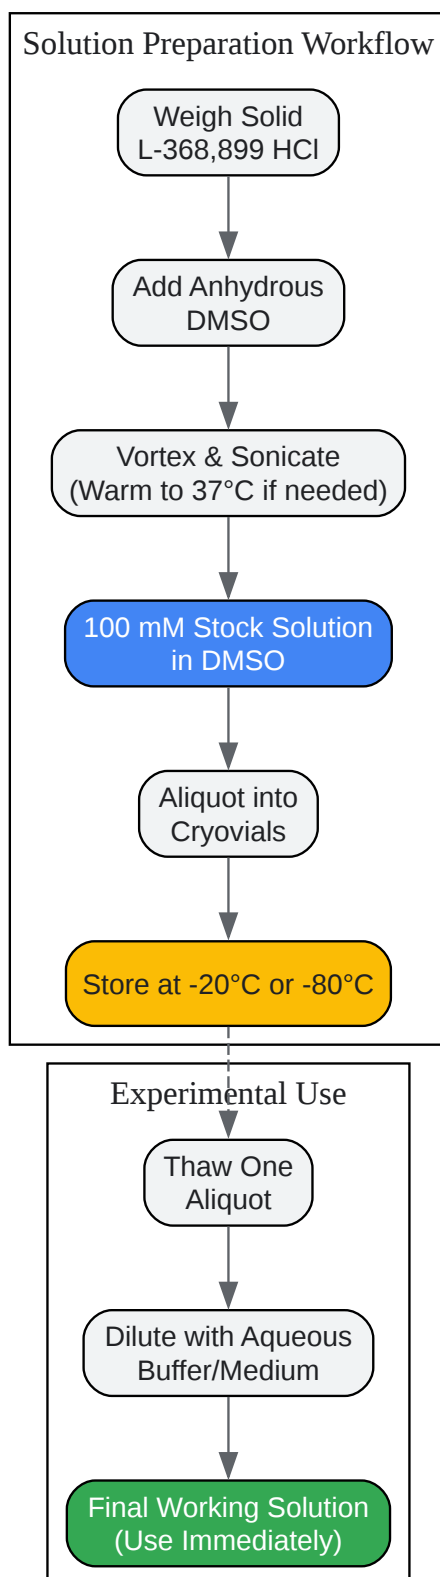 Solution Preparation Workflow
Weigh Solid
L-368,899 HCl
Add Anhydrous
DMSO
Vortex & Sonicate
(Warm to 37°C if needed)
100 mM Stock Solution
in DMSO
Aliquot into
Cryovials
Store at -20°C or -80°C
Experimental Use
Thaw One
Aliquot
Dilute with Aqueous
Buffer/Medium
Final Working Solution
(Use Immediately)